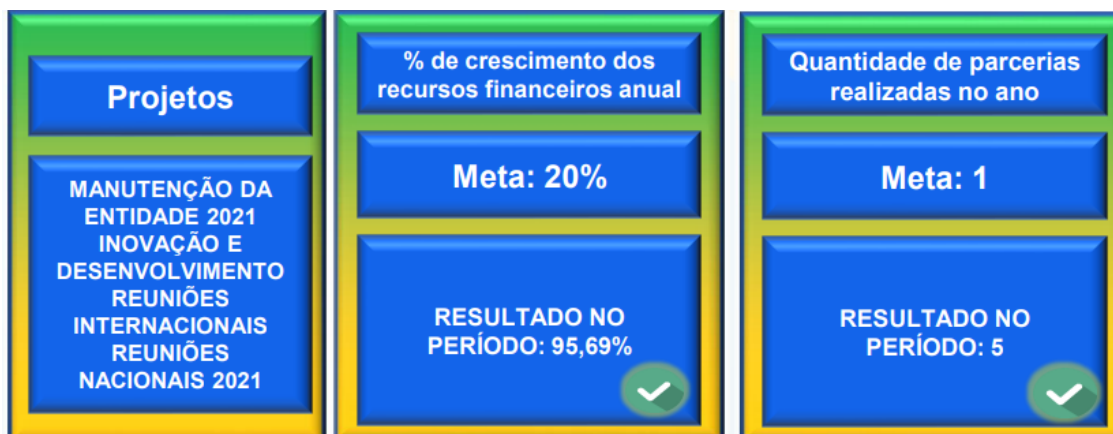 Projetos
MANUTENÇÃO DA
ENTIDADE 2021
INOVAÇÃO E
DESENVOLVIMENTO
REUNIÕES
INTERNACIONAIS
REUNIÕES
NACIONAIS 2021
% de crescimento dos
recursos financeiros anual
Meta: 20%
RESULTADO NO
PERÍODO: 95,69%
Quantidade de parcerias
realizadas no ano
Meta: 1
RESULTADO NO
PERÍODO: 5